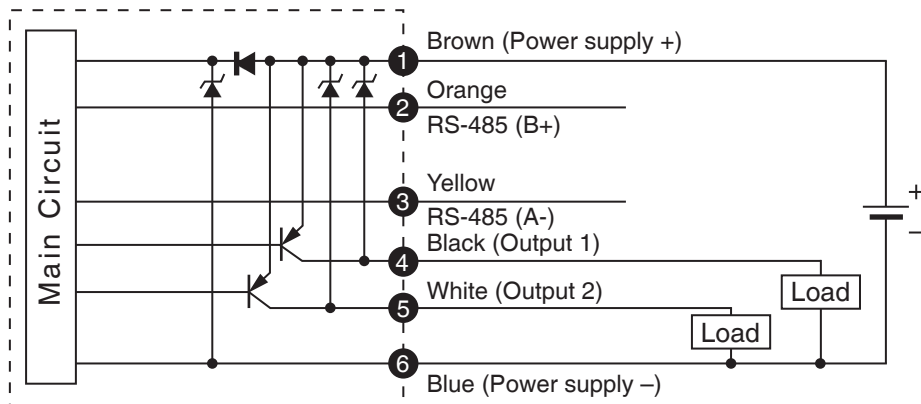 Main Circuit
1 Brown (Power supply +)
2 Orange
RS-485 (B+)
3 Yellow
RS-485 (A-)
4 Black (Output 1)
5 White (Output 2)
6 Blue (Power supply –)
Load
Load
+
–